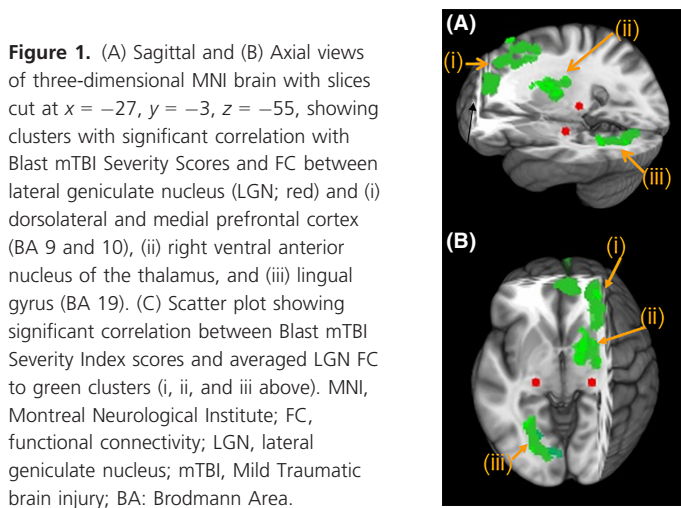 Figure 1. (A) Sagittal and (B) Axial views
of three-dimensional MNI brain with slices
cut at x = −27, y = −3, z = −55, showing
clusters with significant correlation with
Blast mTBI Severity Scores and FC between
lateral geniculate nucleus (LGN; red) and (i)
dorsolateral and medial prefrontal cortex
(BA 9 and 10), (ii) right ventral anterior
nucleus of the thalamus, and (iii) lingual
gyrus (BA 19). (C) Scatter plot showing
significant correlation between Blast mTBI
Severity Index scores and averaged LGN FC
to green clusters (i, ii, and iii above). MNI,
Montreal Neurological Institute; FC,
functional connectivity; LGN, lateral
geniculate nucleus; mTBI, Mild Traumatic
brain injury; BA: Brodmann Area.
(A)
(ii)
(i)
(iii)
(B)
(i)
(ii)
(iii)